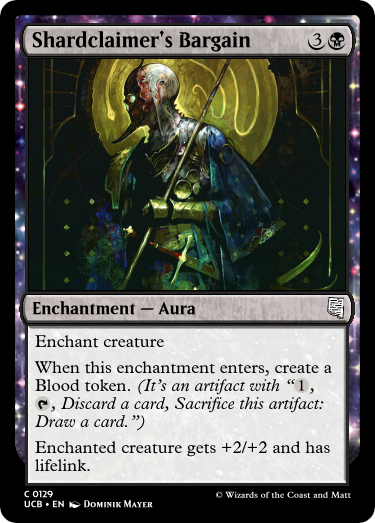 Shardclaimer's Bargain 3
Enchantment — Aura
Enchant creature
When this enchantment enters, create a
Blood token. (It's an artifact with “1,
, Discard a card, Sacrifice this artifact:
Draw a card.”)
Enchanted creature gets +2/+2 and has
lifelink.
C 0129
UCB • EN Dominik Mayer © Wizards of the Coast and Matt